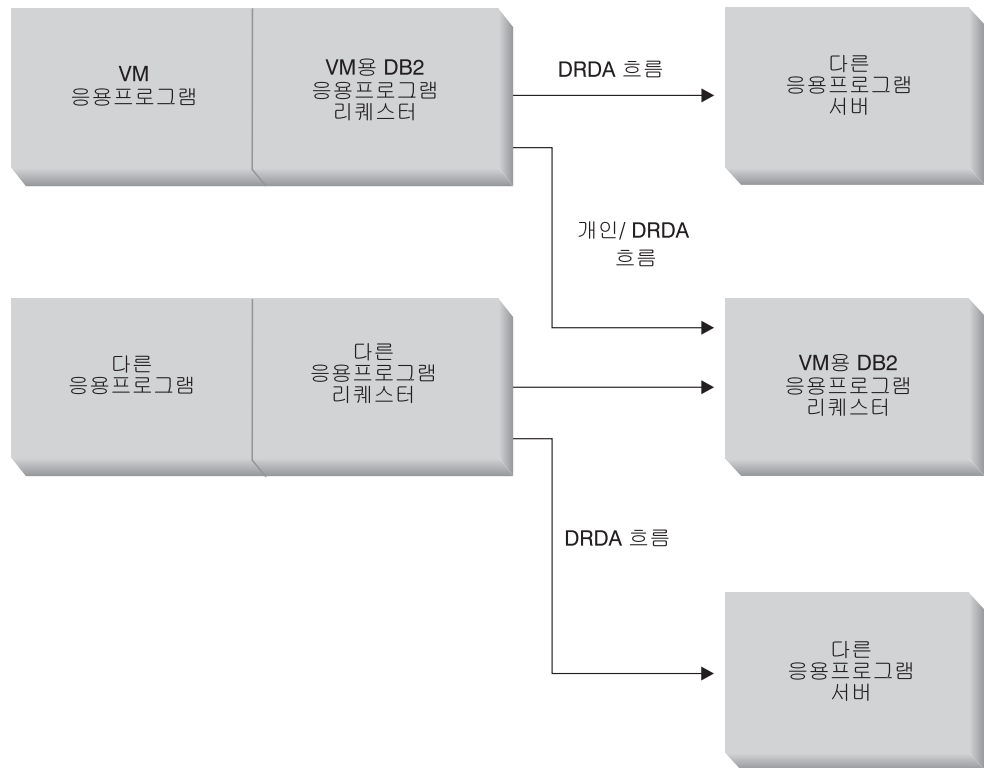 VM
응용프로그램
VM용 DB2
응용프로그램
리퀘스터
DRDA 흐름
다른
응용프로그램
서버
개인/ DRDA
흐름
다른
응용프로그램
다른
응용프로그램
리퀘스터
VM용 DB2
응용프로그램
리퀘스터
DRDA 흐름
다른
응용프로그램
서버